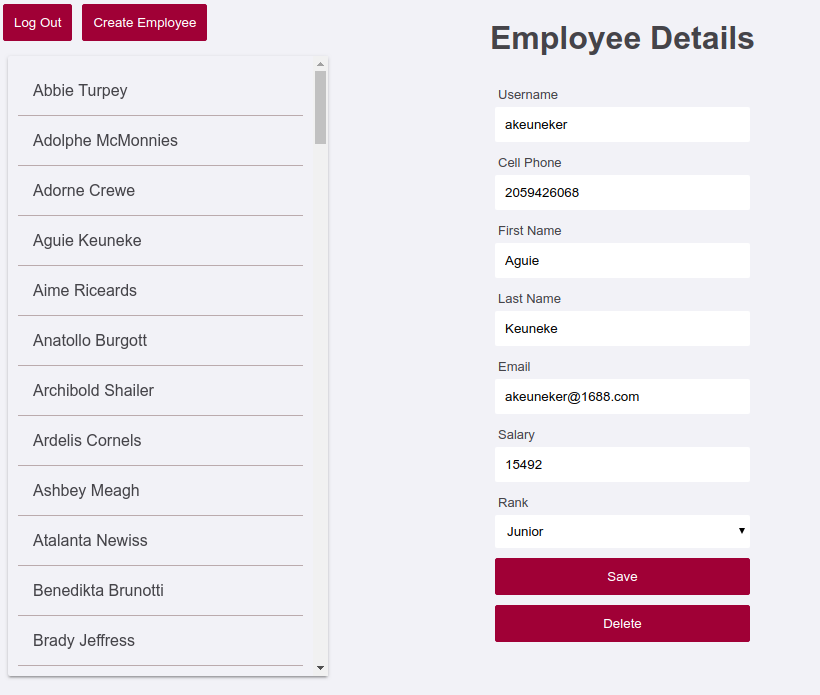 Log Out
Create Employee
Abbie Turpey
Adolphe McMonnies
Adorne Crewe
Aguie Keuneke
Aime Riceards
Anatollo Burgott
Archibold Shailer
Ardelis Cornels
Ashbey Meagh
Atalanta Newiss
Benedikta Brunotti
Brady Jeffress
Employee Details
Username
akeuneker
Cell Phone
2059426068
First Name
Aguie
Last Name
Keuneke
Email
akeuneker@1688.com
Salary
15492
Rank
Junior
Save
Delete